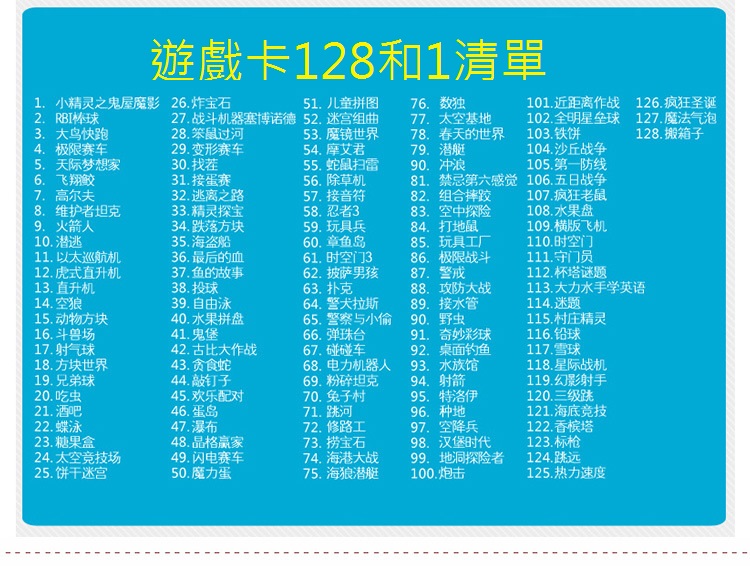 遊戲卡128和1清單
1. 小精灵之鬼屋魔影
2. RBI棒球
3. 大鸟快跑
4. 极限赛车
5. 天际梦想家
6. 飞翔鲛
7. 高尔夫
8. 维护者坦克
9. 火箭人
10. 潜逃
11. 以太巡航机
12. 虎式直升机
13. 直升机
14. 空狼
15. 动物方块
16. 斗兽场
17. 射气球
18. 方块世界
19. 兄弟球
20. 吃虫
21. 酒吧
22. 蝶泳
23. 糖果盒
24. 太空竞技场
25. 饼干迷宫
26. 炸宝石
27. 战斗机器塞博诺德
28. 笨鼠过河
29. 变形赛车
30. 找茬
31. 接蛋赛
32. 逃离之路
33. 精灵探宝
34. 跌落方块
35. 海盗船
36. 最后的血
37. 鱼的故事
38. 投球
39. 自由泳
40. 水果拼盘
41. 鬼堡
42. 古比大作战
43. 贪食蛇
44. 敲钉子
45. 欢乐配对
46. 蛋岛
47. 瀑布
48. 晶格赢家
49. 闪电赛车
50. 魔力蛋
51. 儿童拼图
52. 迷宫组曲
53. 魔镜世界
54. 摩艾君
55. 蛇鼠扫雷
56. 除草机
57. 接音符
58. 忍者3
59. 玩具兵
60. 章鱼岛
61. 时空门3
62. 披萨男孩
63. 扑克
64. 警犬拉斯
65. 警察与小偷
66. 弹珠台
67. 碰碰车
68. 电力机器人
69. 粉碎坦克
70. 兔子村
71. 跳河
72. 修路工
73. 捞宝石
74. 海港大战
75. 海狼潜艇
76. 数独
77. 太空基地
78. 春天的世界
79. 潜艇
90. 冲浪
81. 禁忌第六感觉
82. 组合摔跤
83. 空中探险
84. 打地鼠
85. 玩具工厂
86. 极限战斗
87. 警戒
88. 攻防大战
89. 接水管
90. 野虫
91. 奇妙彩球
92. 桌面钓鱼
93. 水族馆
94. 射箭
95. 特洛伊
96. 种地
97. 空降兵
98. 汉堡时代
99. 地洞探险者
100. 炮击
101. 近距离作战
102. 全明星垒球
103. 铁饼
104. 沙丘战争
105. 第一防线
106. 五日战争
107. 疯狂老鼠
108. 水果盘
109. 横版飞机
110. 时空门
111. 守门员
112. 杯塔谜题
113. 大力水手学英语
114. 迷题
115. 村庄精灵
116. 铅球
117. 雪球
118. 星际战机
119. 幻影射手
120. 三级跳
121. 海底竞技
122. 香槟塔
123. 标枪
124. 跳远
125. 热力速度
126. 疯狂圣诞
127. 魔法气泡
128. 搬箱子